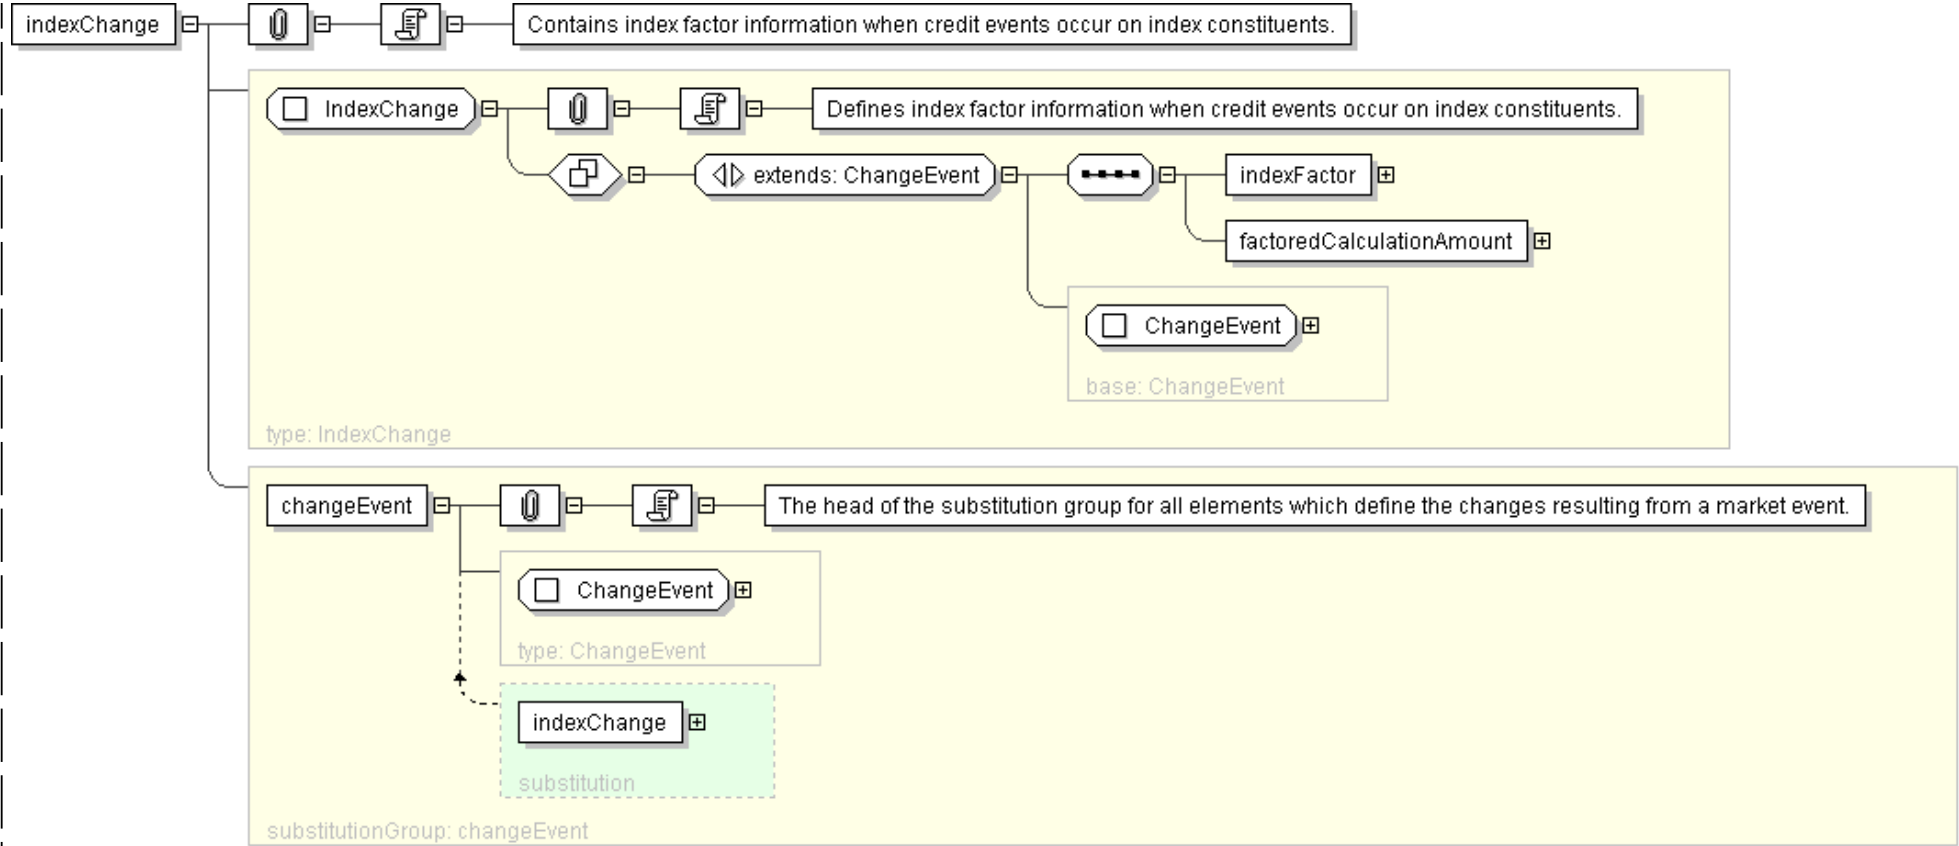 indexChange
Contains index factor information when credit events occur on index constituents.
IndexChange
Defines index factor information when credit events occur on index constituents.
extends: ChangeEvent
indexFactor
factoredCalculationAmount
ChangeEvent
base: ChangeEvent
type: IndexChange
changeEvent
The head of the substitution group for all elements which define the changes resulting from a market event.
ChangeEvent
type: ChangeEvent
indexChange
substitution
substitutionGroup: changeEvent